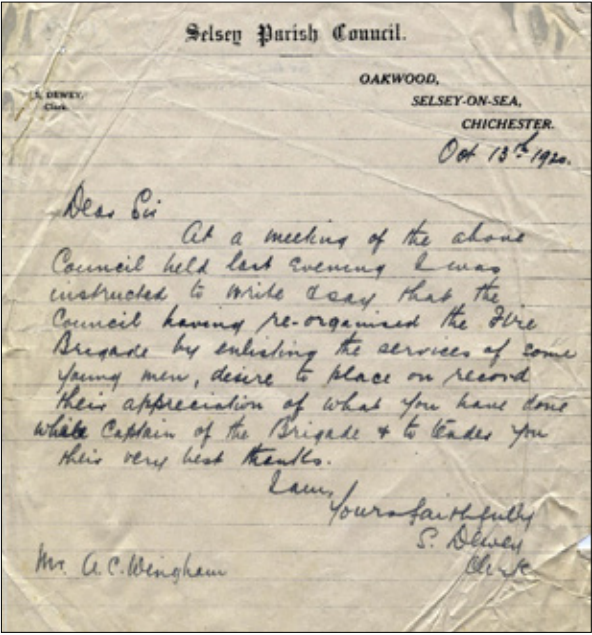 Selsey Parish Council.
OAKWOOD,
S. DEWEY,
Clerk.
SELSEY-ON-SEA,
CHICHESTER.
Oct 13th 1920.
Dear Sir
At a meeting of the above
Council held last evening I was
instructed to write & say that the
Council having re-organised the Fire
Brigade by enlisting the services of some
young men, desire to place on record
their appreciation of what you have done
while Captain of the Brigade & to tender you
their very best thanks.
I am,
Yours faithfully
S. Dewey
Clerk
Mr. A. C. Wingham